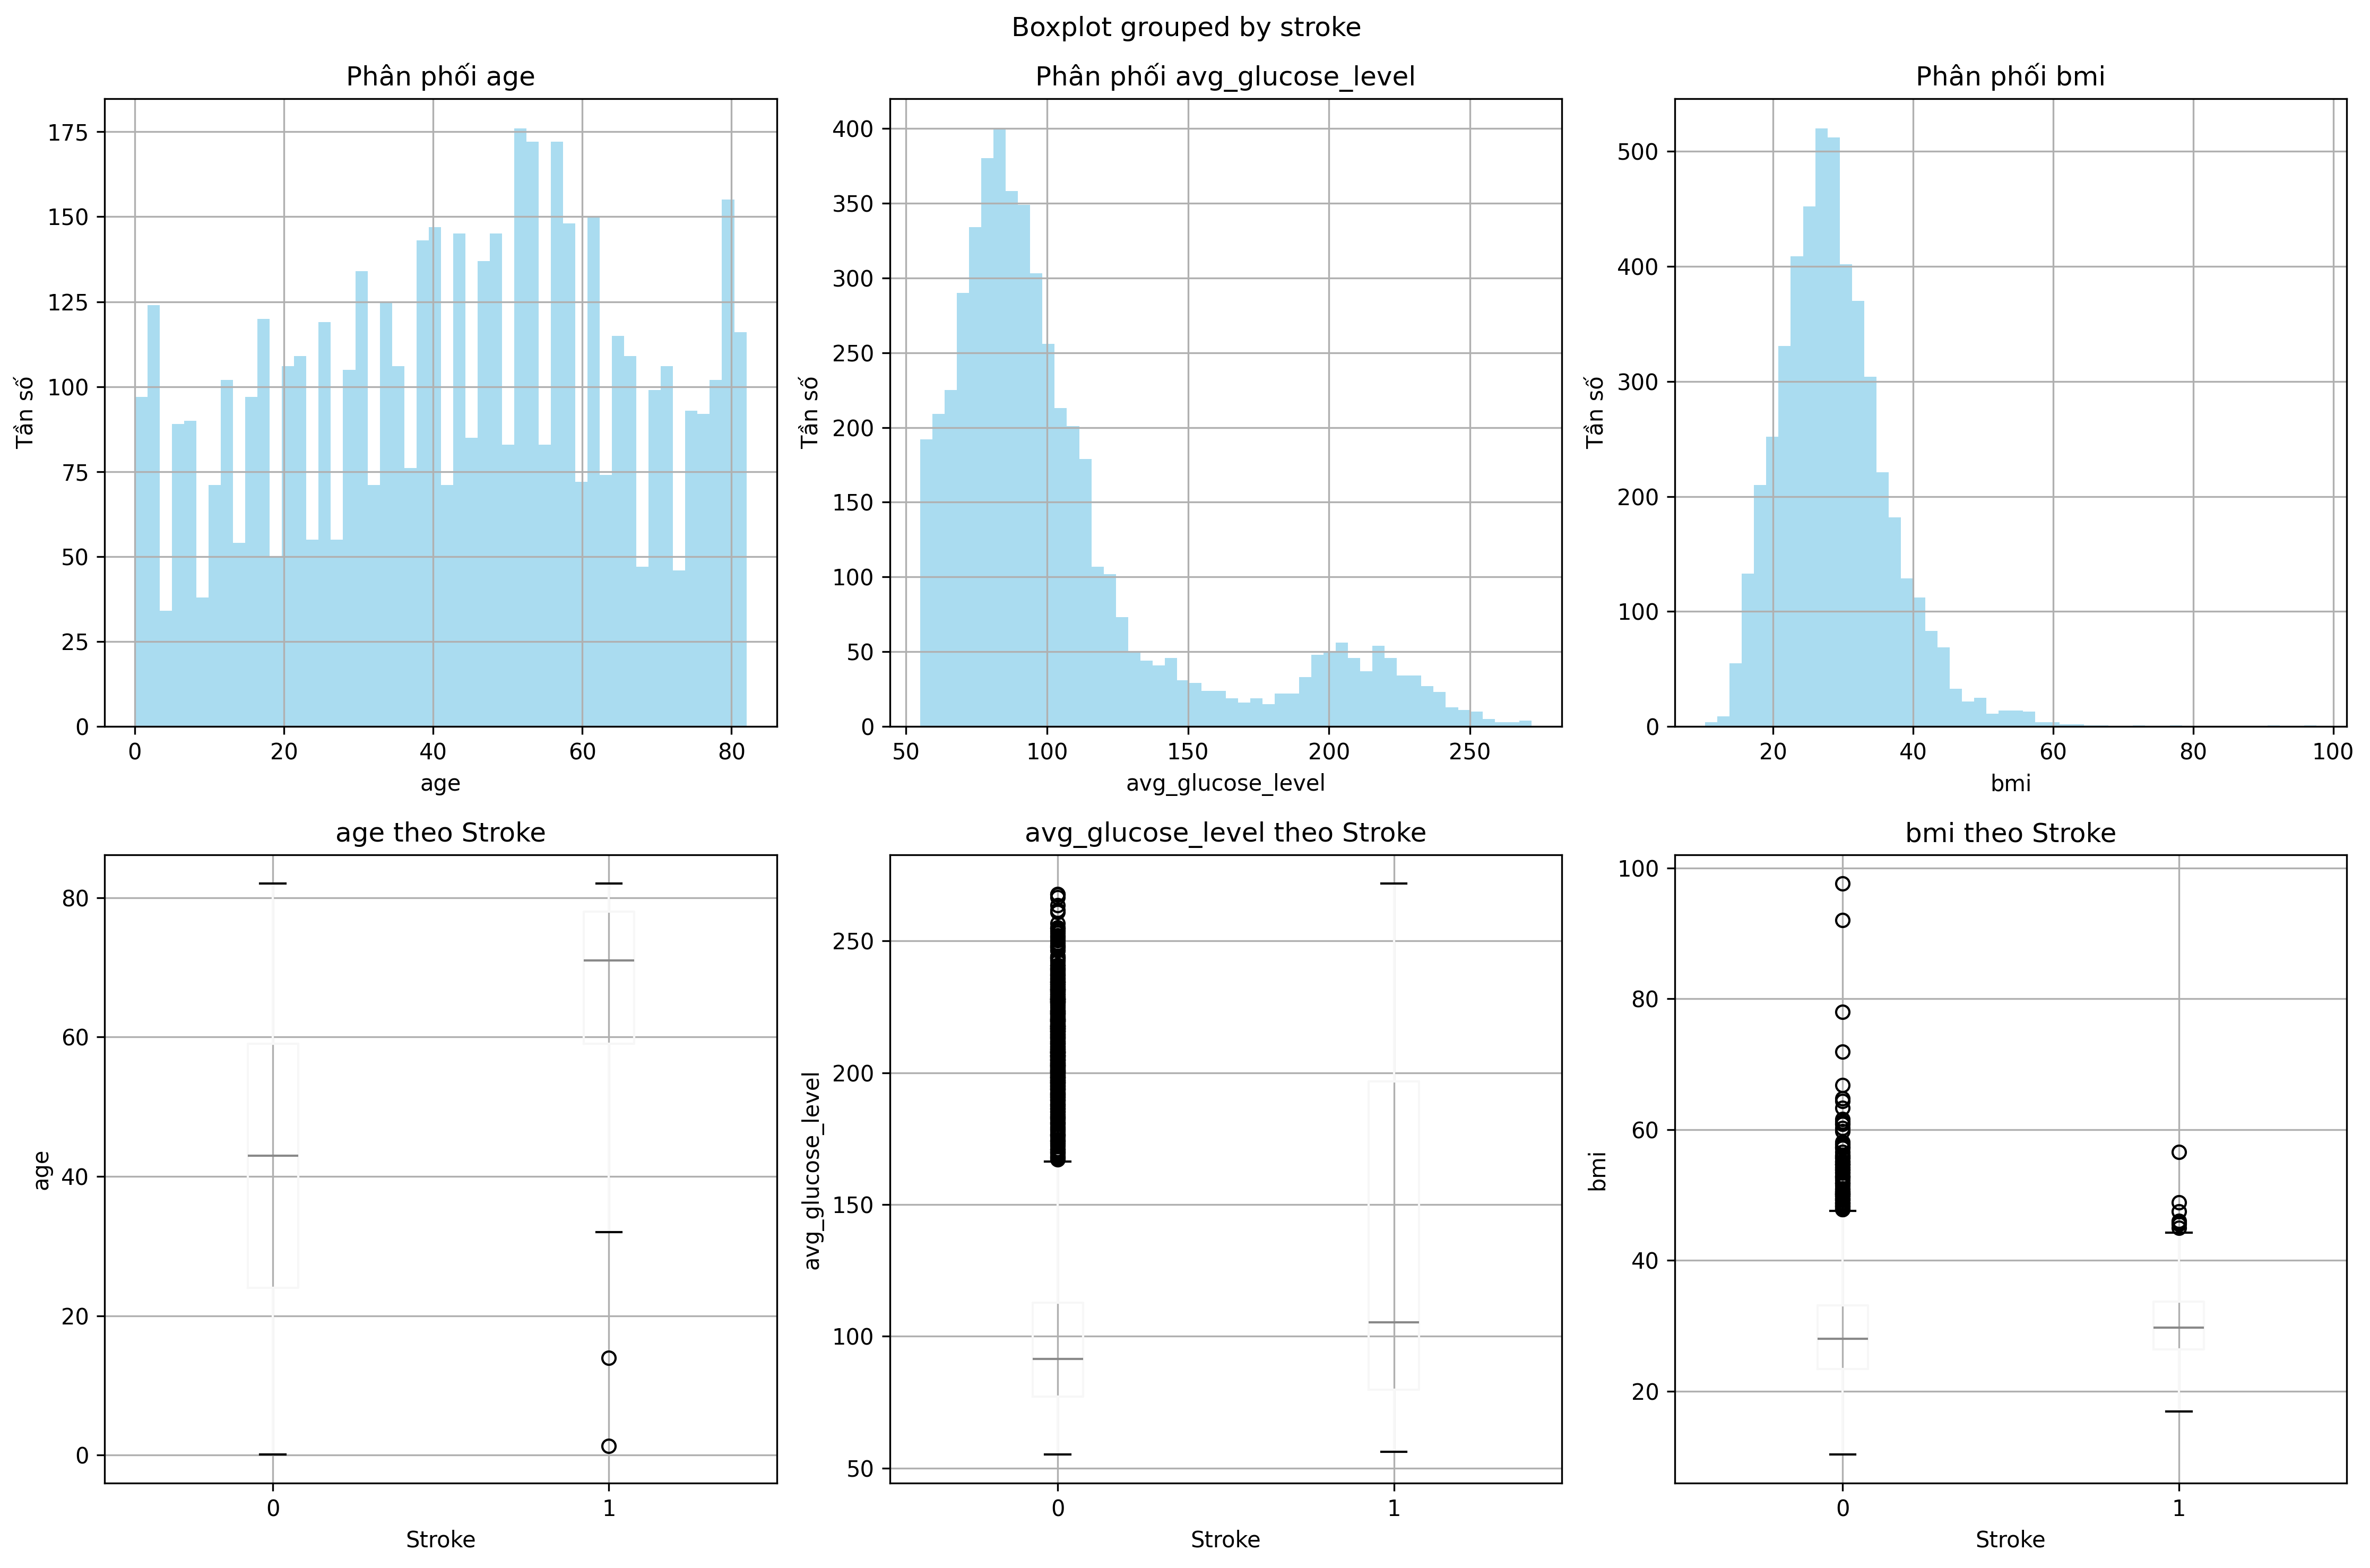 Boxplot grouped by stroke
Phân phối age
175
150
125
100
75
50
25
0
Tần số
0 20 40 60 80
age
Phân phối avg_glucose_level
400
350
300
250
200
150
100
50
0
Tần số
50 100 150 200 250
avg_glucose_level
Phân phối bmi
500
400
300
200
100
0
Tần số
20 40 60 80 100
bmi
age theo Stroke
80
60
40
20
0
age
0 1
Stroke
avg_glucose_level theo Stroke
250
200
150
100
50
avg_glucose_level
0 1
Stroke
bmi theo Stroke
100
80
60
40
20
bmi
0 1
Stroke